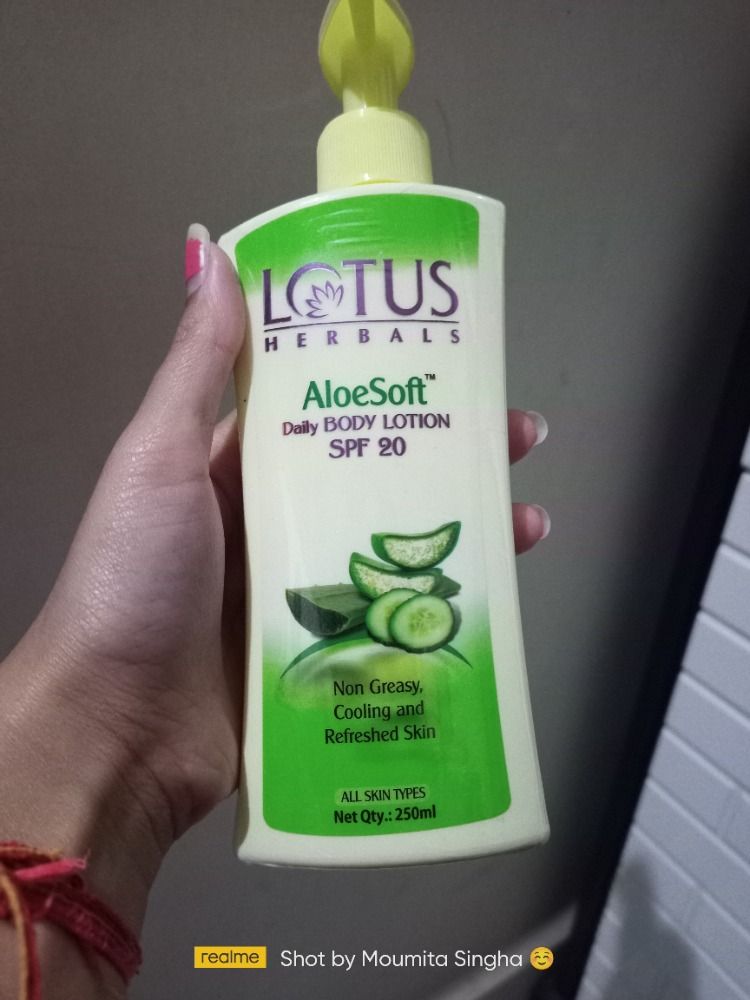 LOTUS
HERBALS
AloeSoft™
Daily BODY LOTION
SPF 20
Non Greasy,
Cooling and
Refreshed Skin
ALL SKIN TYPES
Net Qty.: 250ml
realme Shot by Moumita Singha ☺️